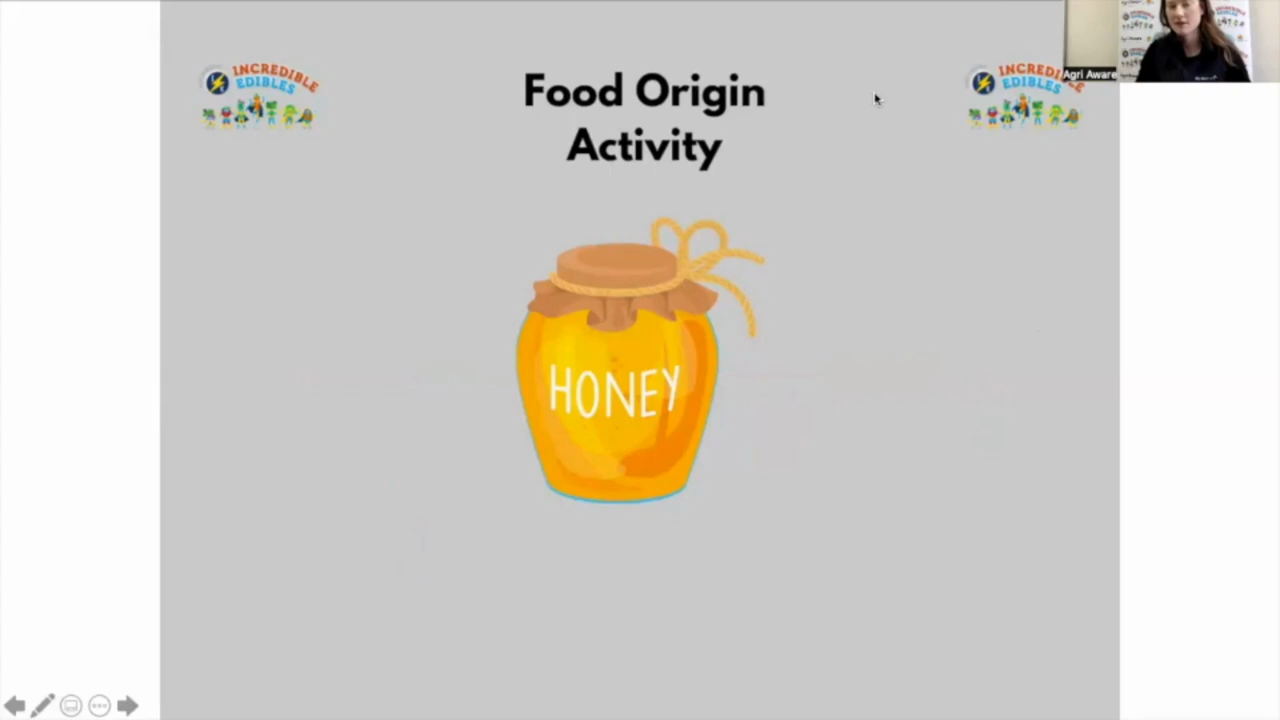 INCREDIBLE
EDIBLES
Food Origin
Activity
INCREDIBLE
EDIBLES
Agri Aware
HONEY